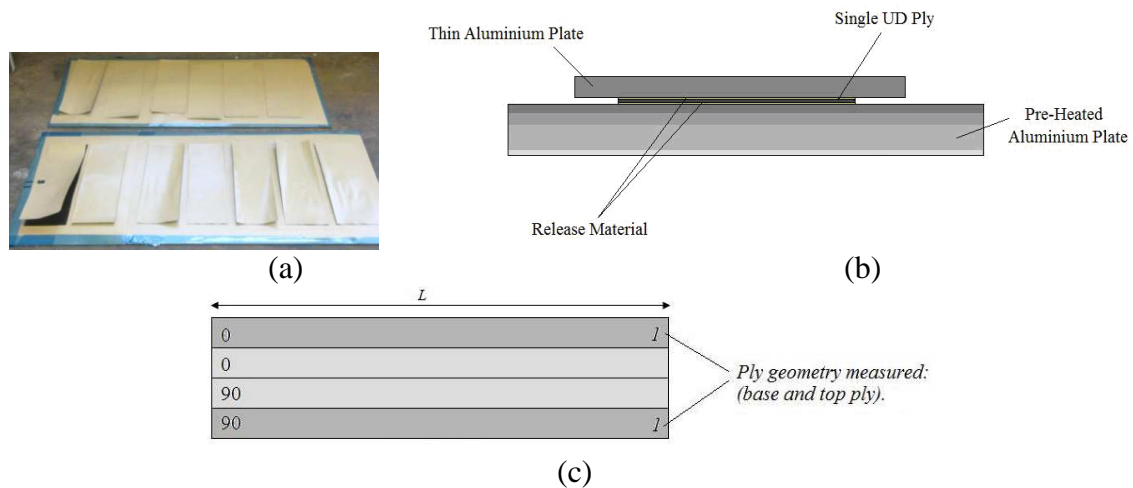 Thin Aluminium Plate
Single UD Ply
Pre-Heated
Aluminium Plate
Release Material
(a)
(b)
L
0
1
0
90
90
1
Ply geometry measured:
(base and top ply).
(c)